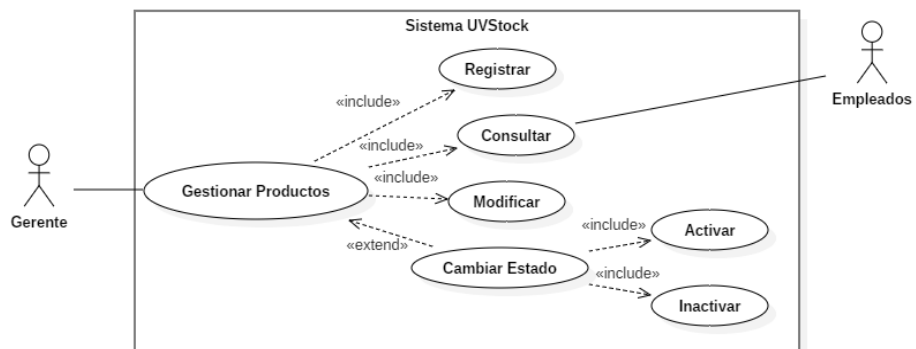 Sistema UVStock
Registrar
«include»
Empleados
Consultar
«include»
«include»
Gestionar Productos
Modificar
Gerente
«include»
Activar
«extend»
Cambiar Estado
«include»
Inactivar